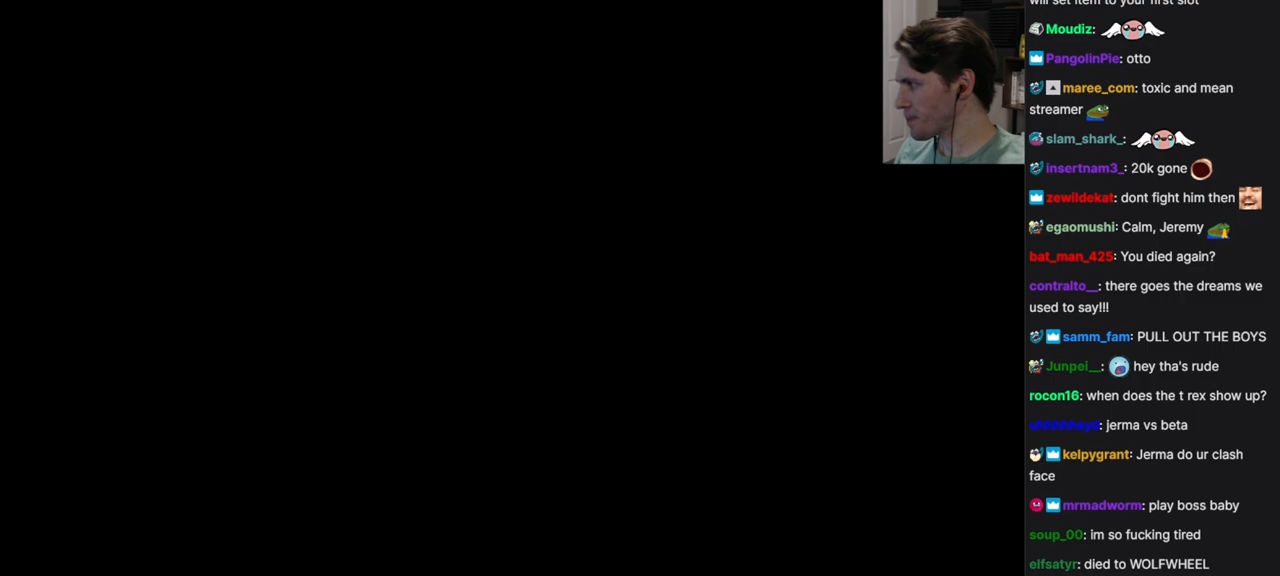 will set item to your first slot
Moudiz:
PangolinPie: otto
maree_com: toxic and mean
streamer
slam_shark_:
insertnam3_: 20k gone
zewildekat: dont fight him then
egaomushi: Calm, Jeremy
bat_man_425: You died again?
contralto__: there goes the dreams we
used to say!!!
samm_fam: PULL OUT THE BOYS
Junpei__: hey tha's rude
rocon16: when does the t rex show up?
: jerma vs beta
kelpygrant: Jerma do ur clash
face
mrmadworm: play boss baby
soup_00: im so fucking tired
elfsatyr: died to WOLFWHEEL